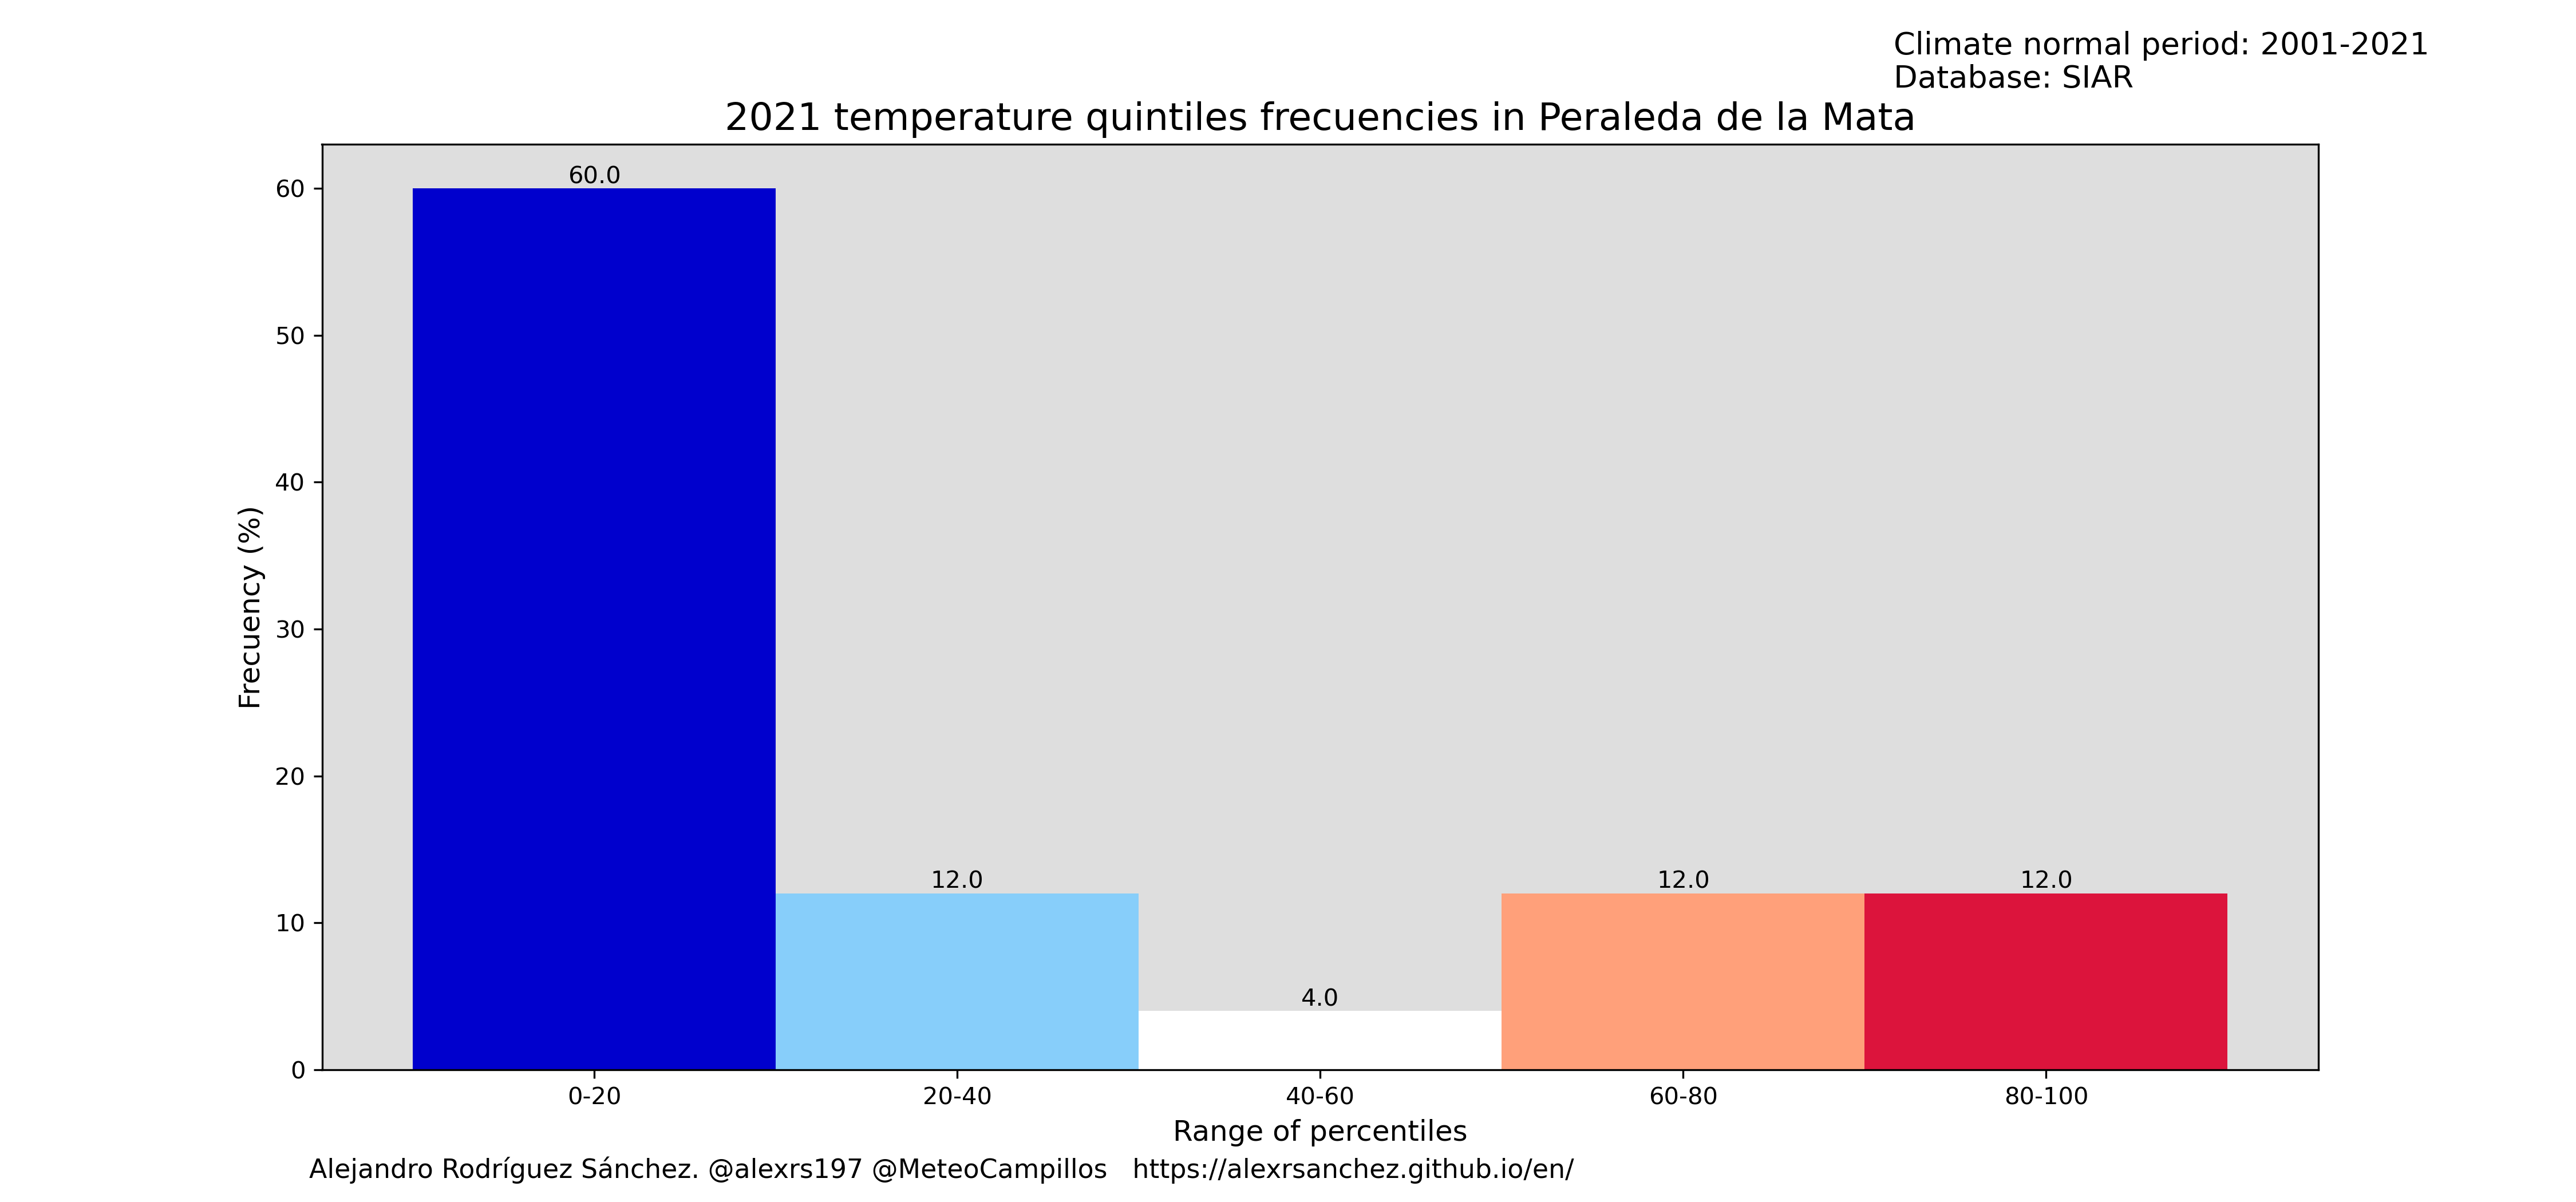 Climate normal period: 2001-2021
Database: SIAR
2021 temperature quintiles frecuencies in Peraleda de la Mata
60.0
60
50
40
30
20
10
0
Frecuency (%)
12.0
4.0
12.0
12.0
0-20
20-40
40-60
60-80
80-100
Range of percentiles
Alejandro Rodríguez Sánchez. @alexrs197 @MeteoCampillos https://alexrsanchez.github.io/en/